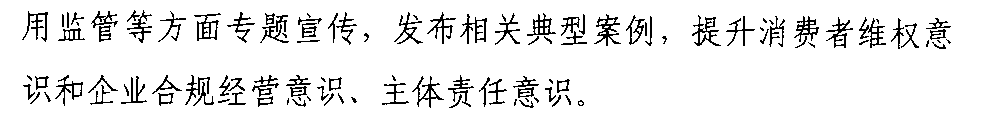 用监管等方面专题宣传，发布相关典型案例，提升消费者维权意
识和企业合规经营意识、主体责任意识。